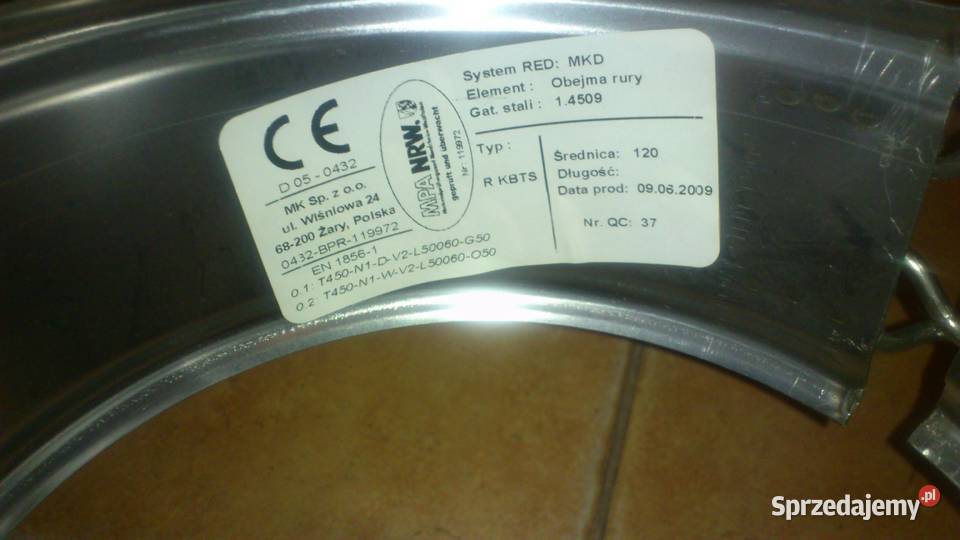 CE
D 05 - 0432
MK Sp. z o.o.
ul. Wiśniowa 24
68-200 Żary, Polska
0432-BPR-119972
EN 1856-1
0.1: T450-N1-D-V2-L50060-G50
0.2: T450-N1-W-V2-L50060-O50
MPA NRW.
geprüft und überwacht
Nr. 119972
System RED: MKD
Element : Obejma rury
Gat. stali : 1.4509
Typ :
R KBTS
Średnica: 120
Długość:
Data prod: 09.06.2009
Nr. QC: 37
Sprzedajemy.pl